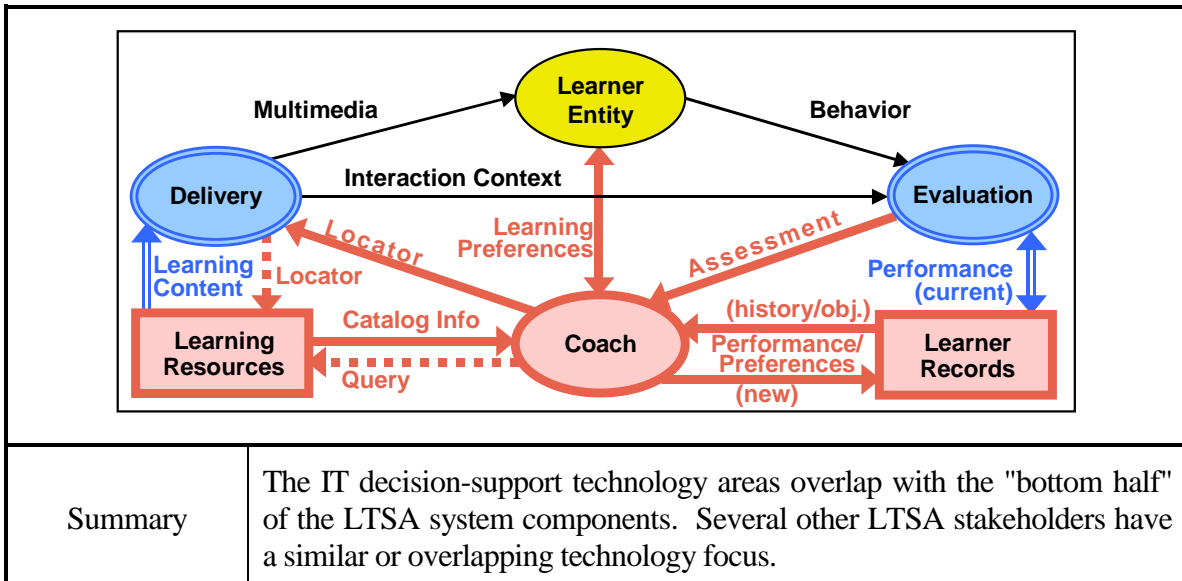 Learner
Entity
Multimedia
Behavior
Delivery
Interaction Context
Evaluation
Learning
Preferences
Locator
Assessment
Learning
Content
Locator
Performance
(current)
Learning
Resources
Catalog Info
Query
Coach
(history/obj.)
Performance/
Preferences
(new)
Learner
Records
Summary
The IT decision-support technology areas overlap with the "bottom half"
of the LTSA system components. Several other LTSA stakeholders have
a similar or overlapping technology focus.